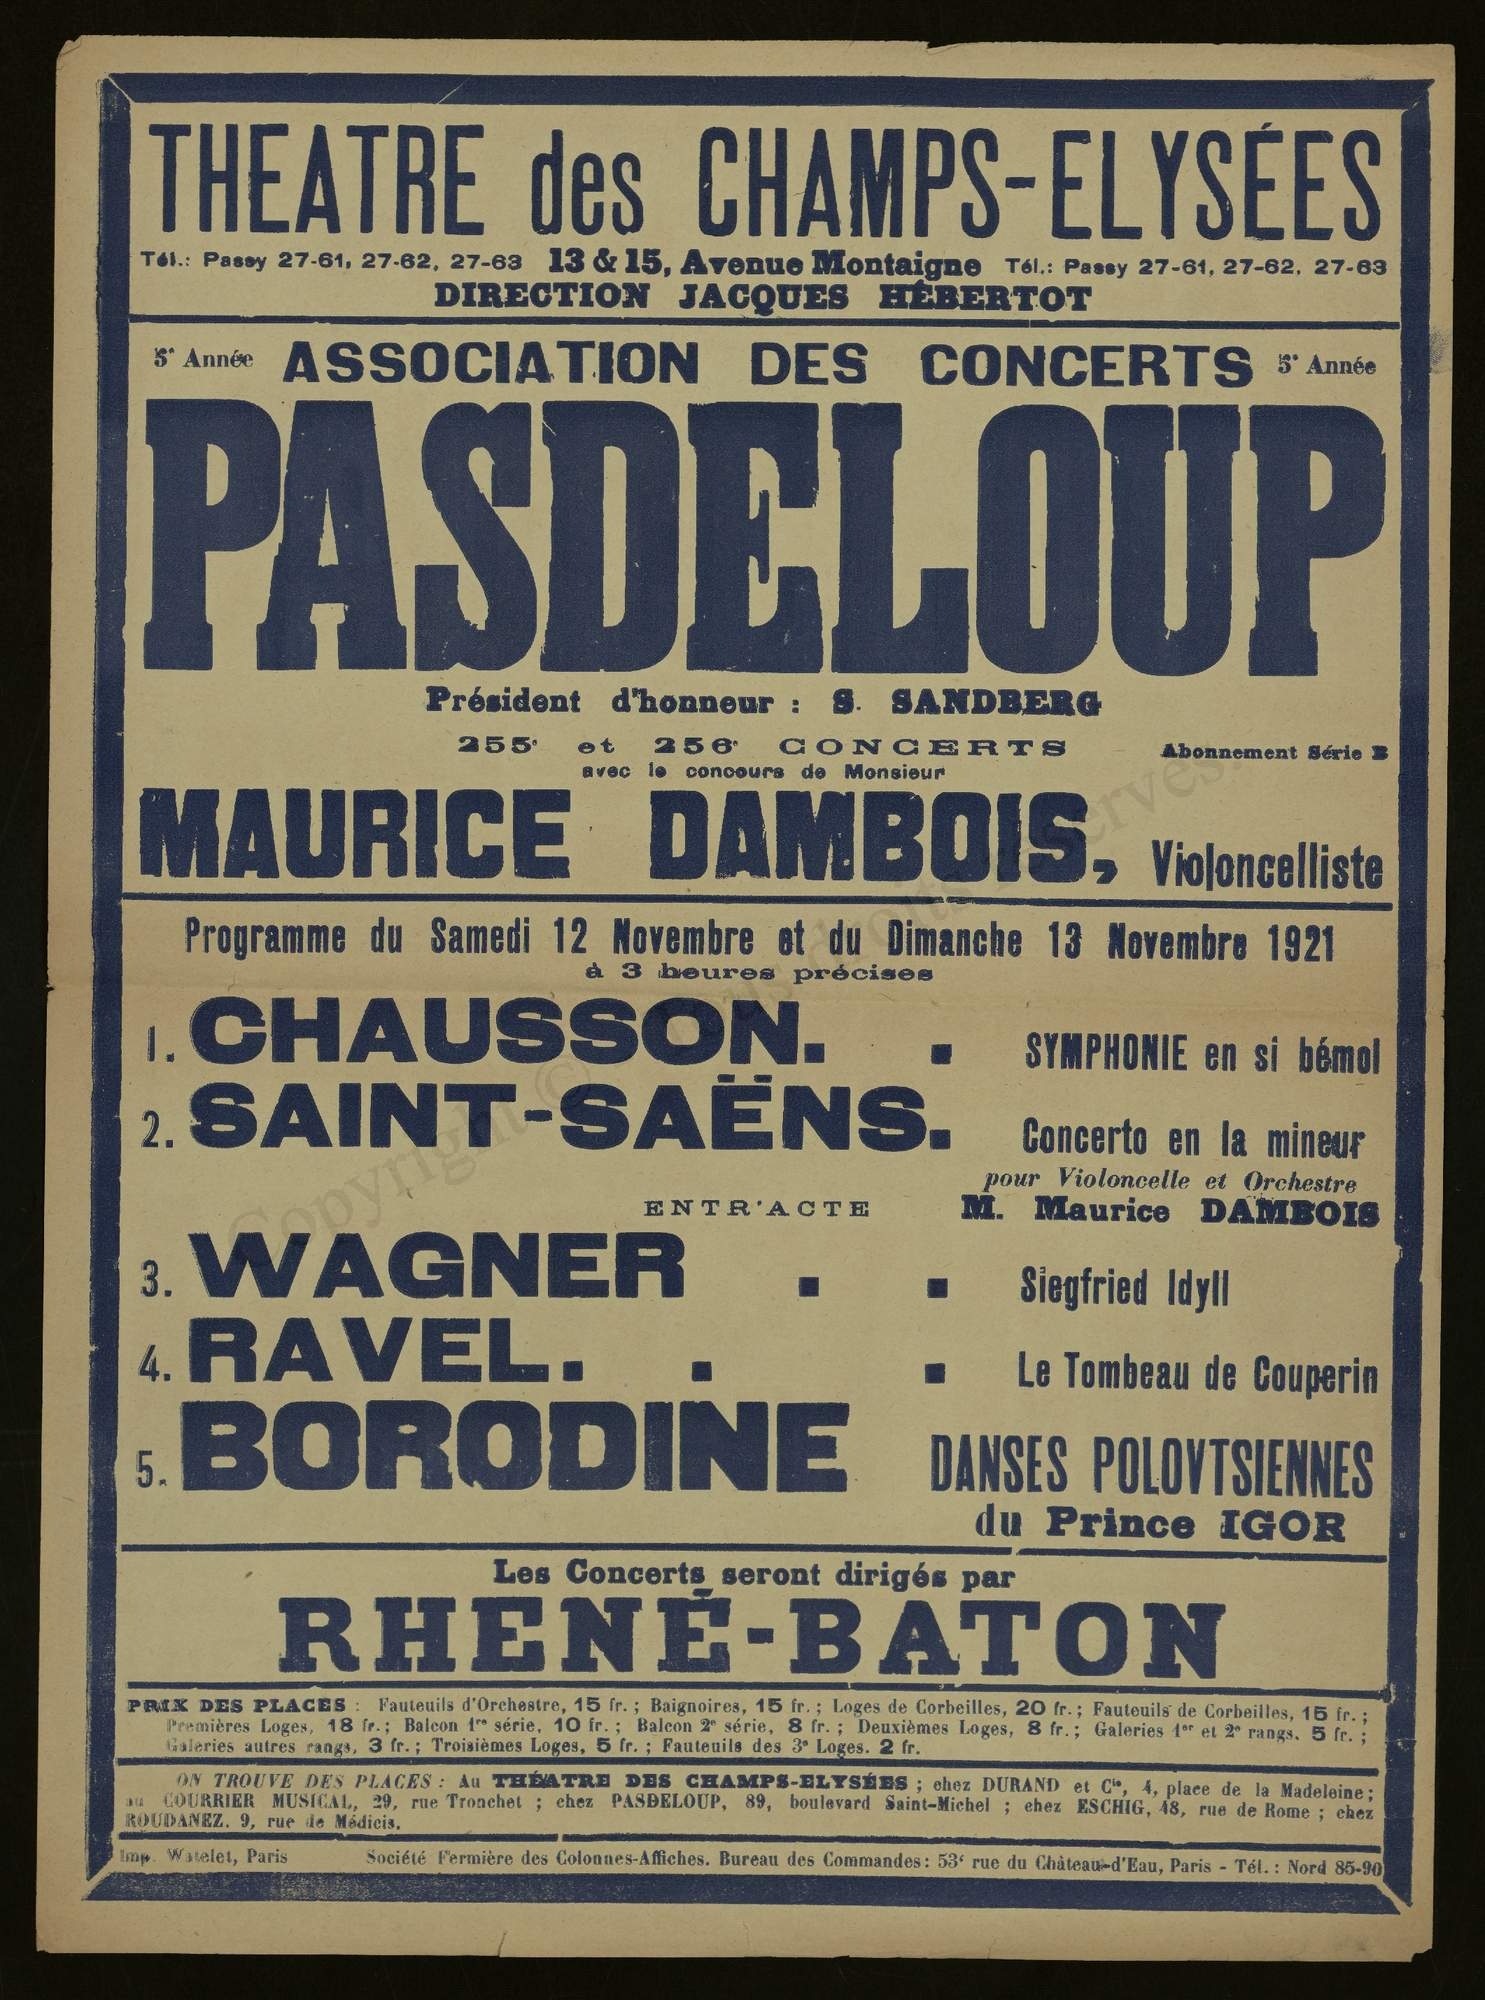 THEATRE des CHAMPS-ELYSÉES
Tél.: Passy 27-61, 27-62, 27-63 13 & 15, Avenue Montaigne Tél.: Passy 27-61, 27-62, 27-63
DIRECTION JACQUES HÉBERTOT
5e Année ASSOCIATION DES CONCERTS 5e Année
PASDELOUP
Président d'honneur : S. SANDBERG
255e et 256e CONCERTS Abonnement Série B
avec le concours de Monsieur
MAURICE DAMBOIS, Violoncelliste
Programme du Samedi 12 Novembre et du Dimanche 13 Novembre 1921
à 3 heures précises
1. CHAUSSON. . SYMPHONIE en si bémol
2. SAINT-SAËNS. Concerto en la mineur
pour Violoncelle et Orchestre
ENTR'ACTE M. Maurice DAMBOIS
3. WAGNER . . Siegfried Idyll
4. RAVEL. . . Le Tombeau de Couperin
5. BORODINE DANSES POLOVTSIENNES
du Prince IGOR
Les Concerts seront dirigés par
RHENÉ-BATON
PRIX DES PLACES : Fauteuils d'Orchestre, 15 fr. ; Baignoires, 15 fr. ; Loges de Corbeilles, 20 fr. ; Fauteuils de Corbeilles, 15 fr. ;
Premières Loges, 18 fr. ; Balcon 1re série, 10 fr. ; Balcon 2e série, 8 fr. ; Deuxièmes Loges, 8 fr. ; Galeries 1er et 2e rangs. 5 fr. ;
Galeries autres rangs, 3 fr. ; Troisièmes Loges, 5 fr. ; Fauteuils des 3e Loges. 2 fr.
ON TROUVE DES PLACES : Au THÉATRE DES CHAMPS-ELYSÉES ; chez DURAND et Cie, 4, place de la Madeleine ;
au COURRIER MUSICAL, 29, rue Tronchet ; chez PASDELOUP, 89, boulevard Saint-Michel ; chez ESCHIG, 48, rue de Rome ; chez
ROUDANEZ. 9, rue de Médicis.
Imp. Watelet, Paris Société Fermière des Colonnes-Affiches. Bureau des Commandes : 53, rue du Château-d'Eau, Paris - Tél. : Nord 85-90
Copyright © Tous droits réservés.